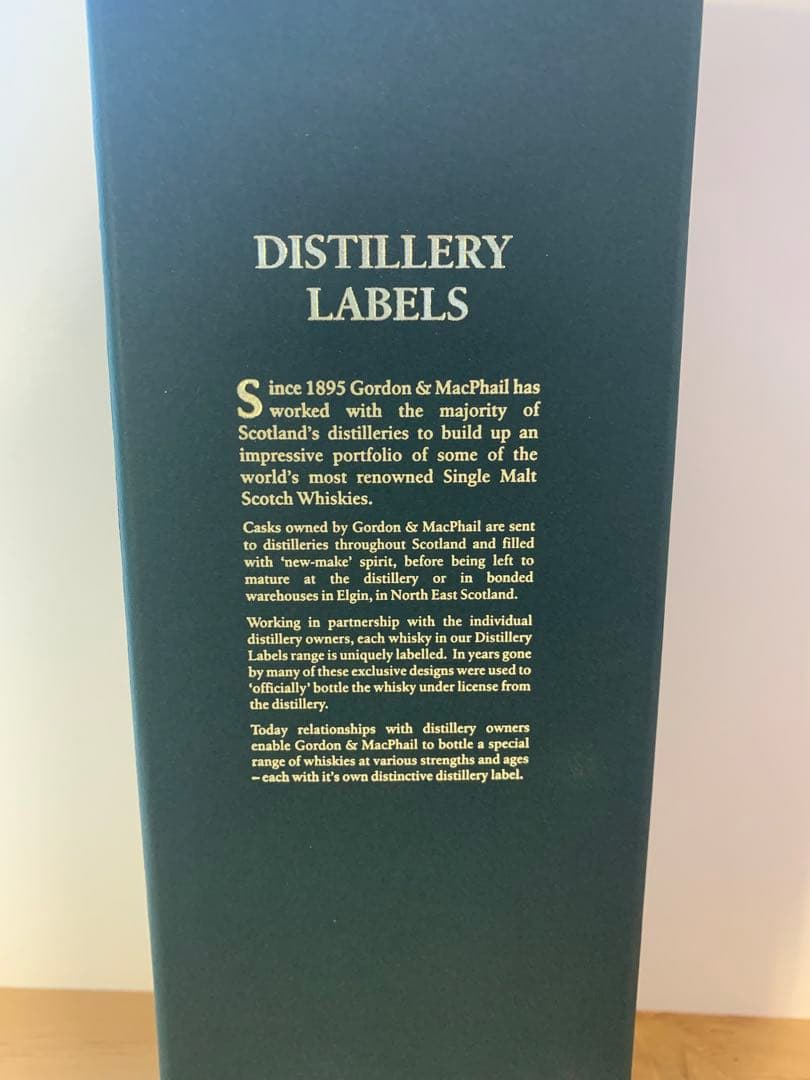 DISTILLERY
LABELS
Since 1895 Gordon & MacPhail has
worked with the majority of
Scotland's distilleries to build up an
impressive portfolio of some of the
world's most renowned Single Malt
Scotch Whiskies.
Casks owned by Gordon & MacPhail are sent
to distilleries throughout Scotland and filled
with 'new-make' spirit, before being left to
mature at the distillery or in bonded
warehouses in Elgin, in North East Scotland.
Working in partnership with the individual
distillery owners, each whisky in our Distillery
Labels range is uniquely labelled. In years gone
by many of these exclusive designs were used to
'officially' bottle the whisky under license from
the distillery.
Today relationships with distillery owners
enable Gordon & MacPhail to bottle a special
range of whiskies at various strengths and ages
– each with it's own distinctive distillery label.